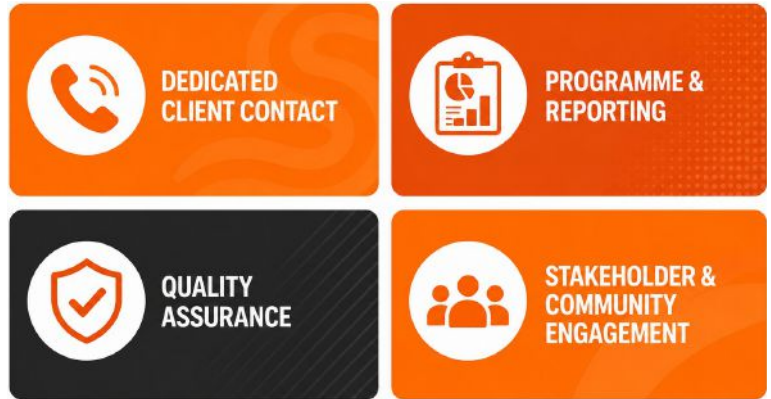 DEDICATED
CLIENT CONTACT
PROGRAMME &
REPORTING
QUALITY
ASSURANCE
STAKEHOLDER &
COMMUNITY
ENGAGEMENT